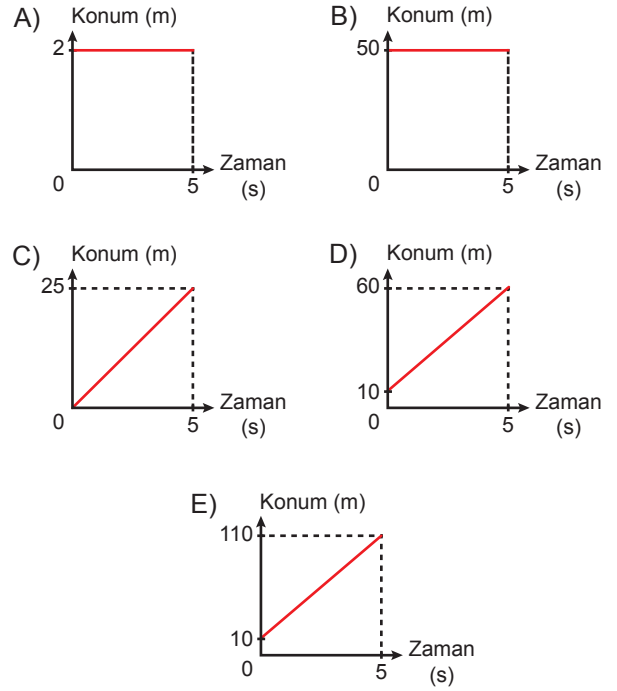 A) Konum (m)
2
0
5
Zaman
(s)
B) Konum (m)
50
0
5
Zaman
(s)
C) Konum (m)
25
0
5
Zaman
(s)
D) Konum (m)
60
10
0
5
Zaman
(s)
E) Konum (m)
110
10
0
5
Zaman
(s)